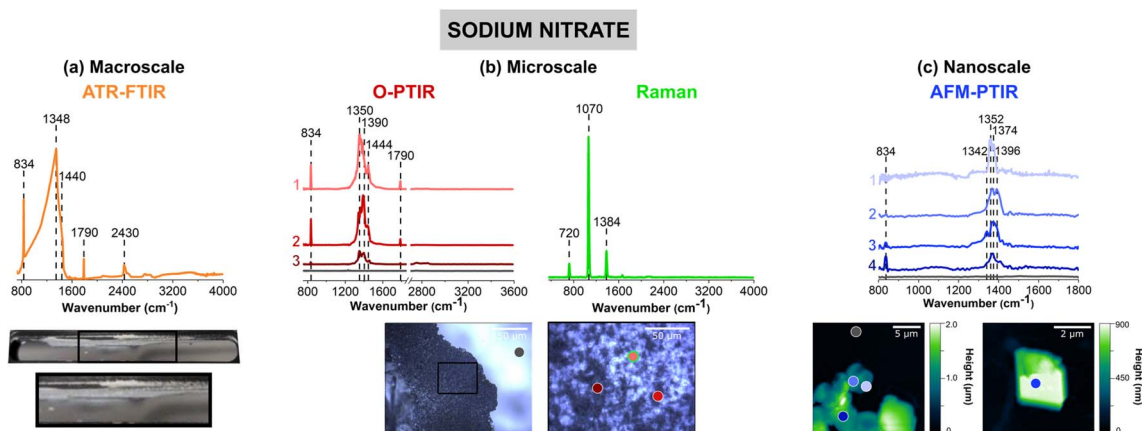 SODIUM NITRATE
(a) Macroscale
ATR-FTIR
1348
834
1440
1790
2430
800 1600 2400 3200 4000
Wavenumber (cm-1)
(b) Microscale
O-PTIR
1350
1390
834
1444
1790
1
2
3
800 1400 2800 3600
Wavenumber (cm-1)
50 µm
Raman
1070
720
1384
800 1600 2400 3200 4000
Wavenumber (cm-1)
50 µm
(c) Nanoscale
AFM-PTIR
1352
1374
834
1342
1396
1
2
3
4
800 1000 1200 1400 1600 1800
Wavenumber (cm-1)
5 µm
2.0
1.0
0
Height (µm)
2 µm
900
450
0
Height (nm)